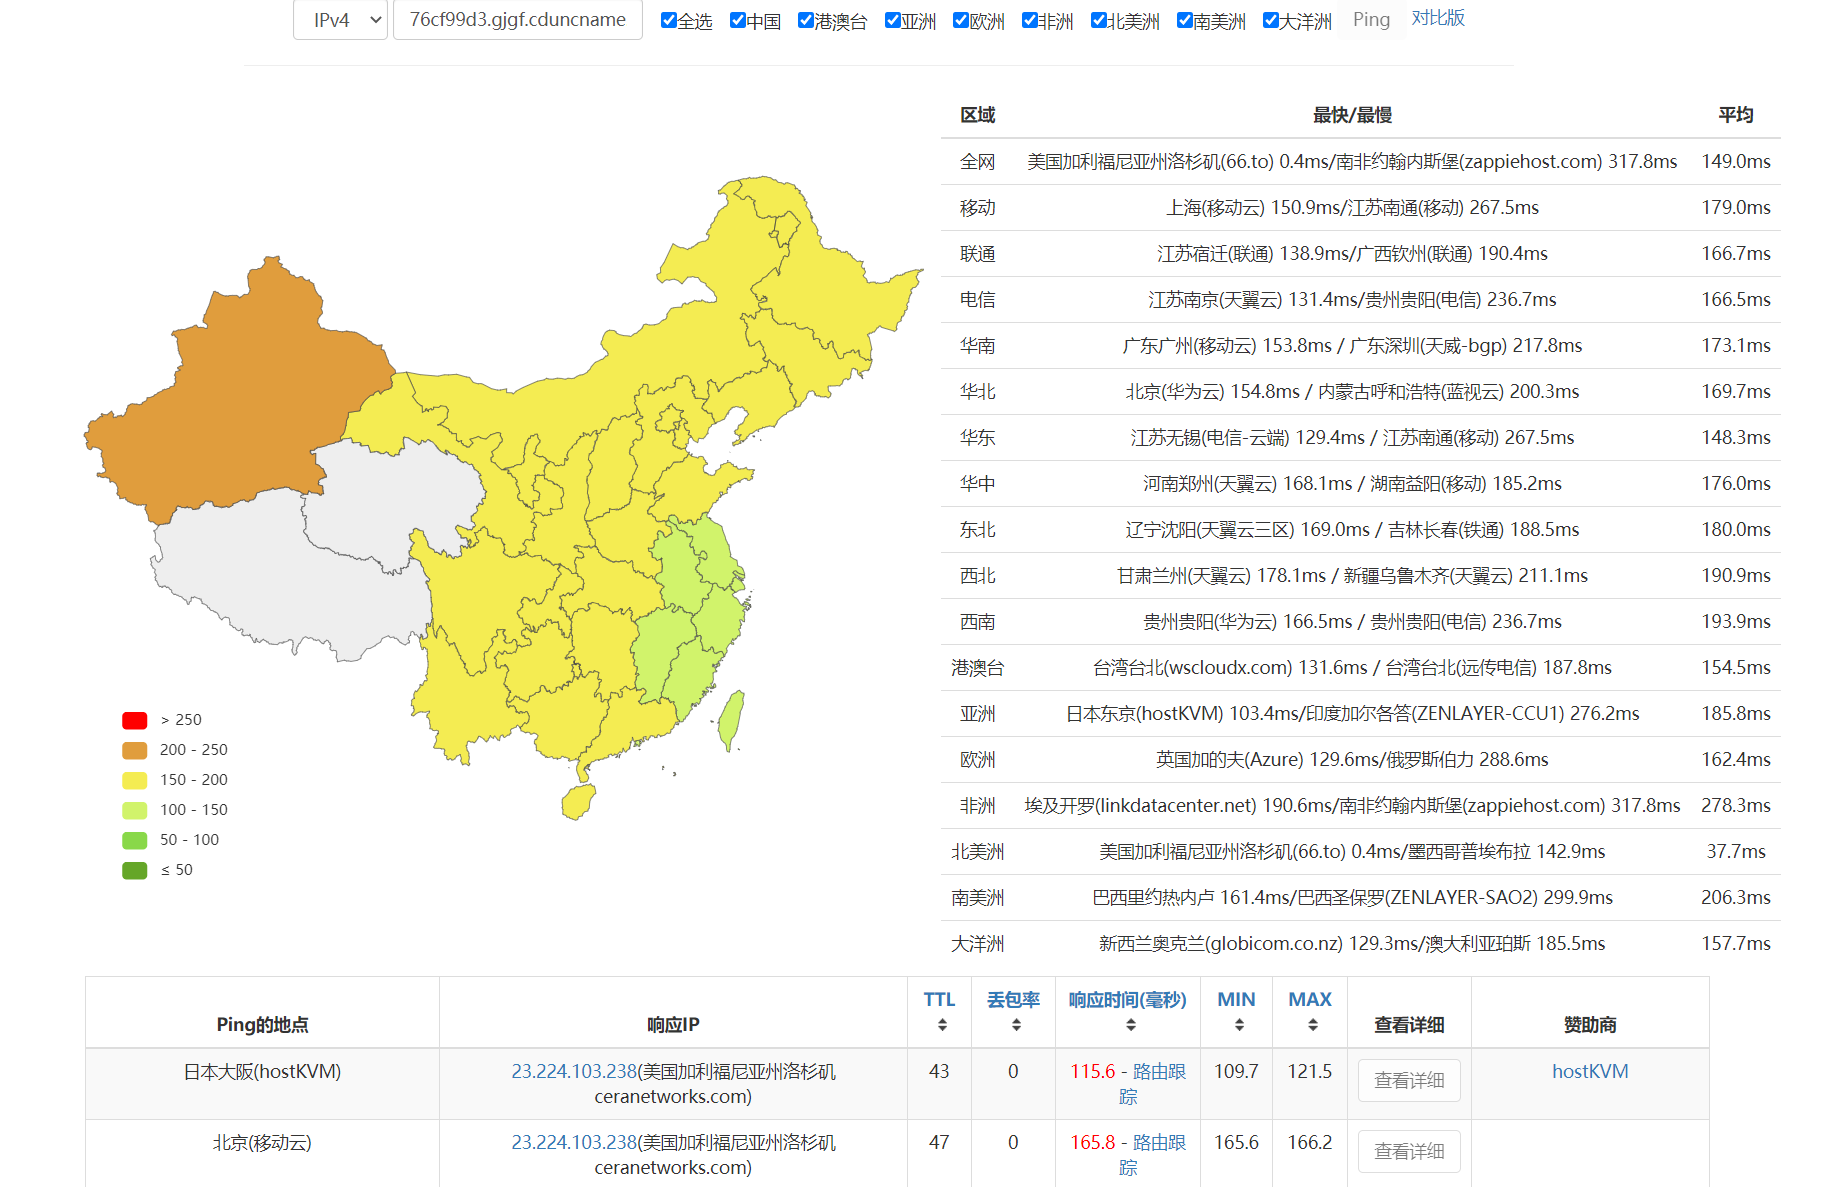 IPv4 76cf99d3.gjgf.cduncname 全选 中国 港澳台 亚洲 欧洲 非洲 北美洲 南美洲 大洋洲 Ping 对比版
区域 最快/最慢 平均
全网 美国加利福尼亚州洛杉矶(66.to) 0.4ms/南非约翰内斯堡(zappiehost.com) 317.8ms 149.0ms
移动 上海(移动云) 150.9ms/江苏南通(移动) 267.5ms 179.0ms
联通 江苏宿迁(联通) 138.9ms/广西钦州(联通) 190.4ms 166.7ms
电信 江苏南京(天翼云) 131.4ms/贵州贵阳(电信) 236.7ms 166.5ms
华南 广东广州(移动云) 153.8ms / 广东深圳(天威-bgp) 217.8ms 173.1ms
华北 北京(华为云) 154.8ms / 内蒙古呼和浩特(蓝视云) 200.3ms 169.7ms
华东 江苏无锡(电信-云端) 129.4ms / 江苏南通(移动) 267.5ms 148.3ms
华中 河南郑州(天翼云) 168.1ms / 湖南益阳(移动) 185.2ms 176.0ms
东北 辽宁沈阳(天翼云三区) 169.0ms / 吉林长春(铁通) 188.5ms 180.0ms
西北 甘肃兰州(天翼云) 178.1ms / 新疆乌鲁木齐(天翼云) 211.1ms 190.9ms
西南 贵州贵阳(华为云) 166.5ms / 贵州贵阳(电信) 236.7ms 193.9ms
港澳台 台湾台北(wscloudx.com) 131.6ms / 台湾台北(远传电信) 187.8ms 154.5ms
亚洲 日本东京(hostKVM) 103.4ms/印度加尔各答(ZENLAYER-CCU1) 276.2ms 185.8ms
欧洲 英国加的夫(Azure) 129.6ms/俄罗斯伯力 288.6ms 162.4ms
非洲 埃及开罗(linkdatacenter.net) 190.6ms/南非约翰内斯堡(zappiehost.com) 317.8ms 278.3ms
北美洲 美国加利福尼亚州洛杉矶(66.to) 0.4ms/墨西哥普埃布拉 142.9ms 37.7ms
南美洲 巴西里约热内卢 161.4ms/巴西圣保罗(ZENLAYER-SAO2) 299.9ms 206.3ms
大洋洲 新西兰奥克兰(globicom.co.nz) 129.3ms/澳大利亚珀斯 185.5ms 157.7ms
> 250
200 - 250
150 - 200
100 - 150
50 - 100
≤ 50
Ping的地点 响应IP TTL 丢包率 响应时间(毫秒) MIN MAX 查看详细 赞助商
日本大阪(hostKVM) 23.224.103.238(美国加利福尼亚州洛杉矶 43 0 115.6 - 路由跟 109.7 121.5 查看详细 hostKVM
ceranetworks.com) 踪
北京(移动云) 23.224.103.238(美国加利福尼亚州洛杉矶 47 0 165.8 - 路由跟 165.6 166.2 查看详细
ceranetworks.com) 踪